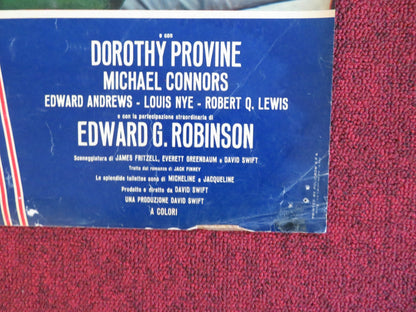 e con
DOROTHY PROVINE
MICHAEL CONNORS
EDWARD ANDREWS - LOUIS NYE - ROBERT Q. LEWIS
e con la partecipazione straordinaria di
EDWARD G. ROBINSON
Sceneggiatura di JAMES FRITZELL, EVERETT GREENBAUM e DAVID SWIFT
Tratto dal romanzo di JACK FINNEY
Le splendide toilettes sono di MICHELINE e JACQUELINE
Prodotto e diretto da DAVID SWIFT
UNA PRODUZIONE DAVID SWIFT
A COLORI